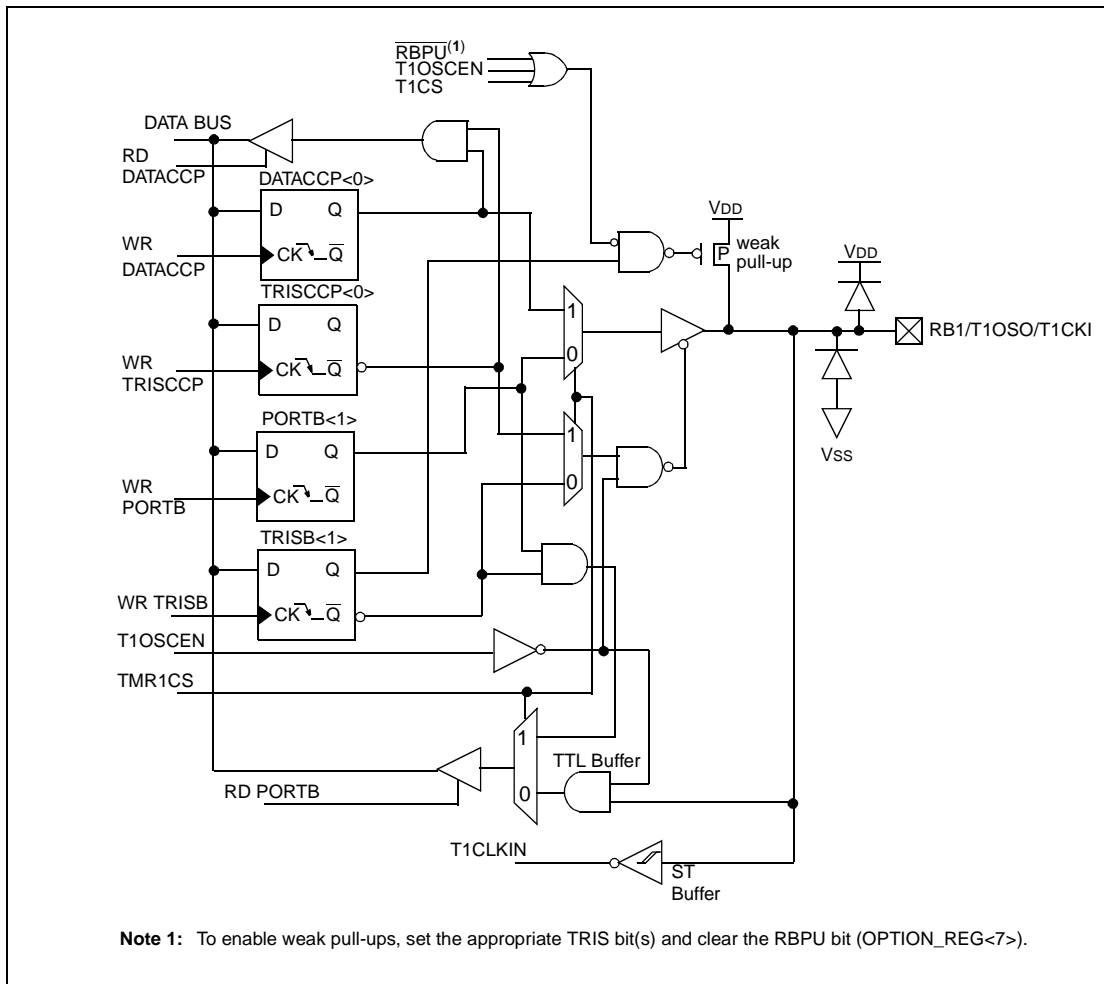 RBPU(1)
T1OSCEN
T1CS
DATA BUS
RD
DATACCP
DATACCP<0>
D Q
WR
DATACCP
CK Q
VDD
P
weak
pull-up
VDD
TRISCCP<0>
D Q
WR
TRISCCP
CK Q
1
0
RB1/T1OSO/T1CKI
VSS
PORTB<1>
D Q
WR
PORTB
CK Q
1
0
TRISB<1>
D Q
WR TRISB
CK Q
T1OSCEN
TMR1CS
1
0
TTL Buffer
RD PORTB
T1CLKIN
ST
Buffer
Note 1: To enable weak pull-ups, set the appropriate TRIS bit(s) and clear the RBPU bit (OPTION_REG<7>).